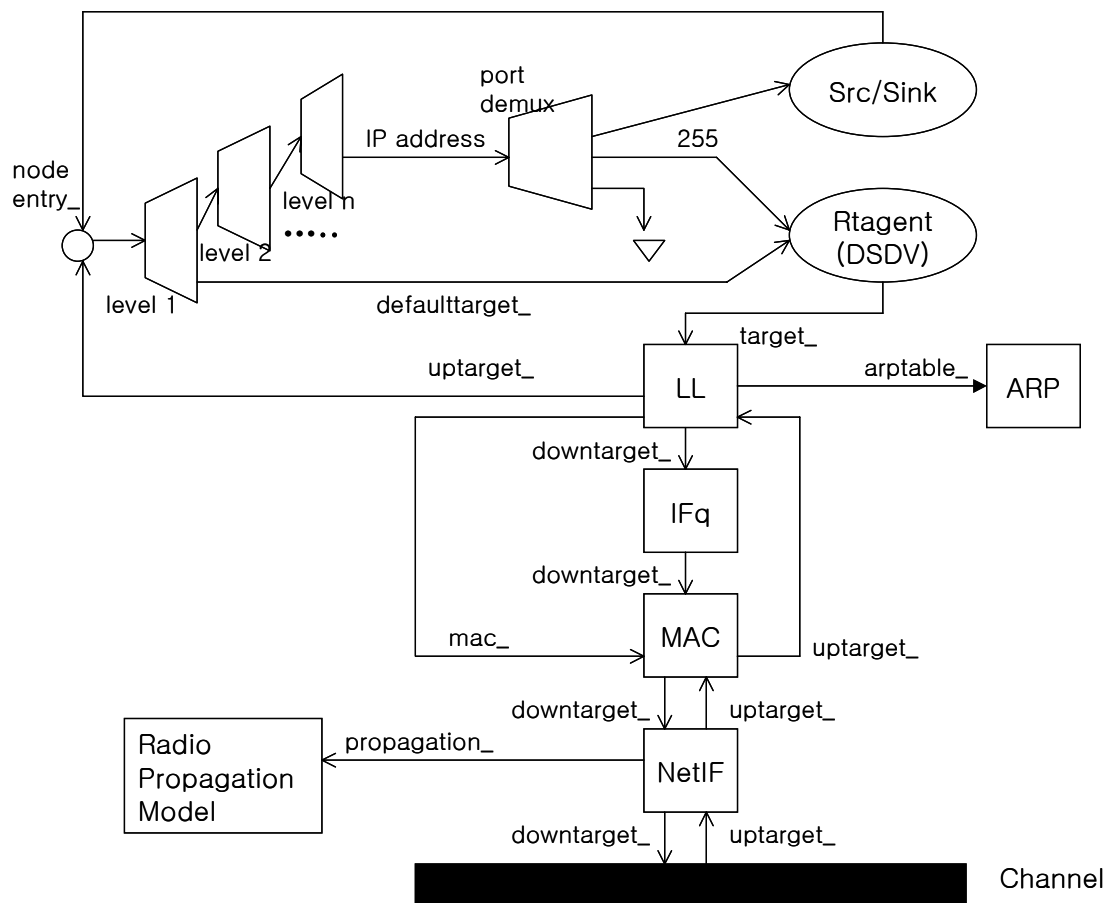 port
demux
Src/Sink
IP address
255
node
entry_
level n
Rtagent
(DSDV)
level 2
level 1
defaulttarget_
target_
uptarget_
LL
arptable_
ARP
downtarget_
IFq
downtarget_
mac_
MAC
uptarget_
downtarget_
uptarget_
Radio
Propagation
Model
propagation_
NetIF
downtarget_
uptarget_
Channel